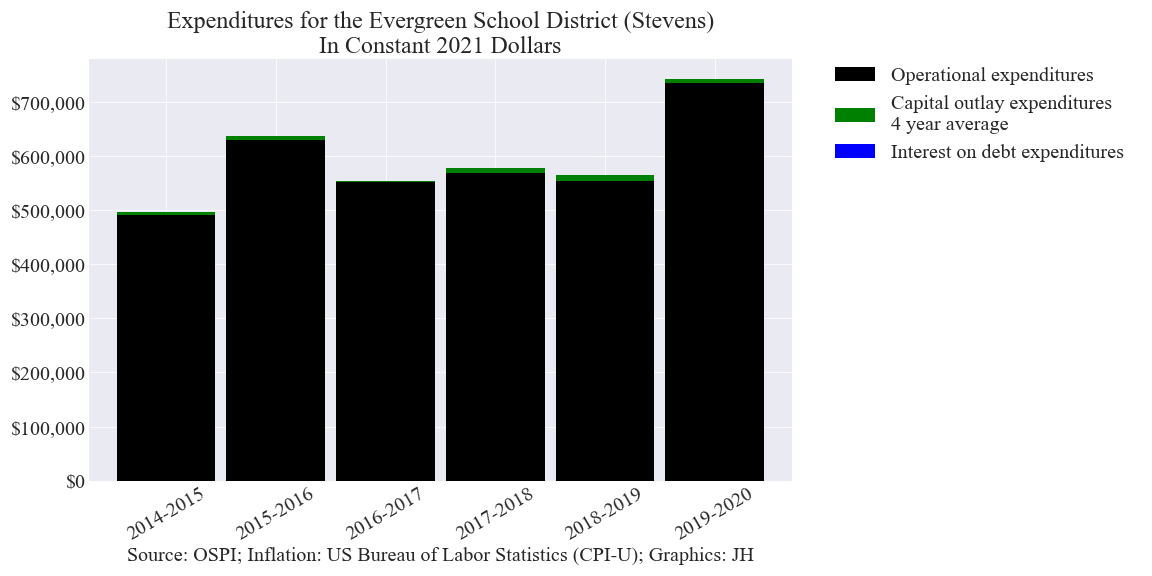 Expenditures for the Evergreen School District (Stevens)
In Constant 2021 Dollars
Operational expenditures
Capital outlay expenditures
4 year average
Interest on debt expenditures
$700,000
$600,000
$500,000
$400,000
$300,000
$200,000
$100,000
$0
2014-2015
2015-2016
2016-2017
2017-2018
2018-2019
2019-2020
Source: OSPI; Inflation: US Bureau of Labor Statistics (CPI-U); Graphics: JH